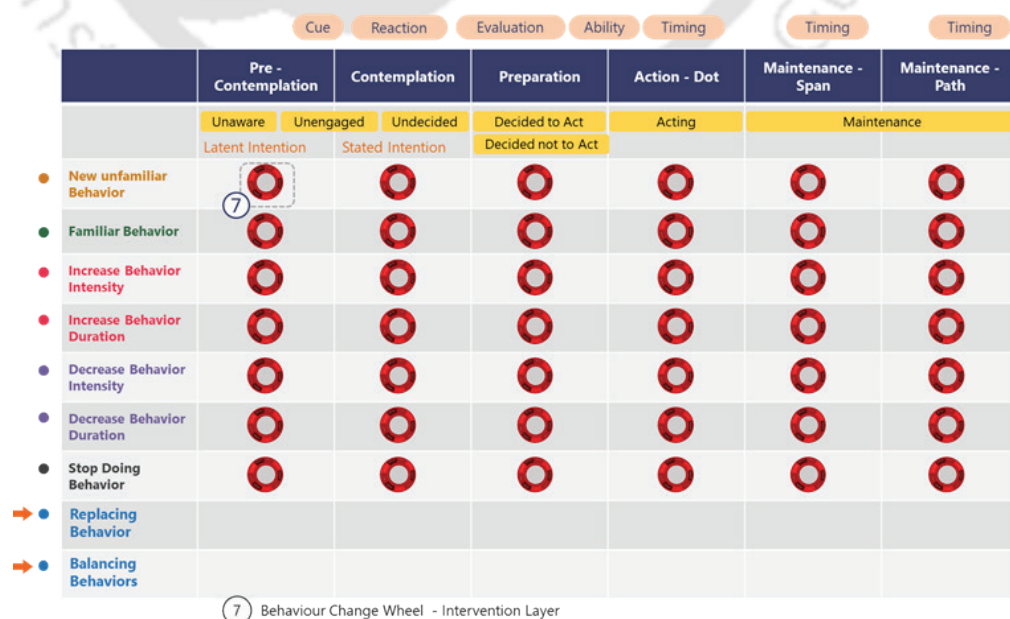 Cue Reaction Evaluation Ability Timing Timing Timing
Pre -
Contemplation
Contemplation
Preparation
Action - Dot
Maintenance -
Span
Maintenance -
Path
Unaware Unengaged Undecided Decided to Act Acting Maintenance
Latent Intention Stated Intention Decided not to Act
New unfamiliar
Behavior
7
Familiar Behavior
Increase Behavior
Intensity
Increase Behavior
Duration
Decrease Behavior
Intensity
Decrease Behavior
Duration
Stop Doing
Behavior
Replacing
Behavior
Balancing
Behaviors
7 Behaviour Change Wheel - Intervention Layer